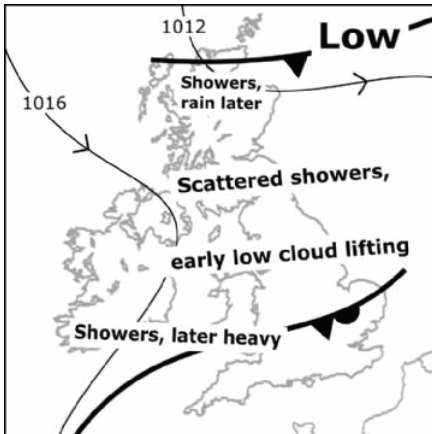 1012
Low
1016
Showers,
rain later
Scattered showers,
early low cloud lifting
Showers, later heavy